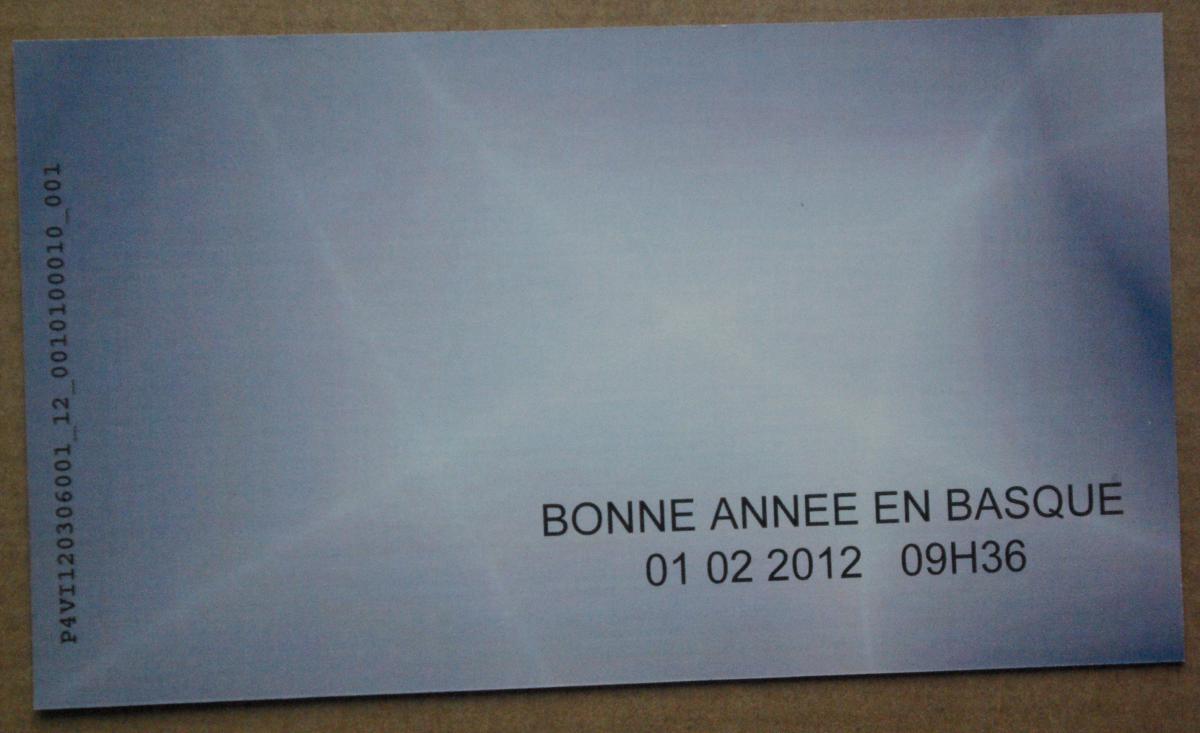 P4VI120306001_12_0010100010_001
BONNE ANNEE EN BASQUE
01 02 2012 09H36